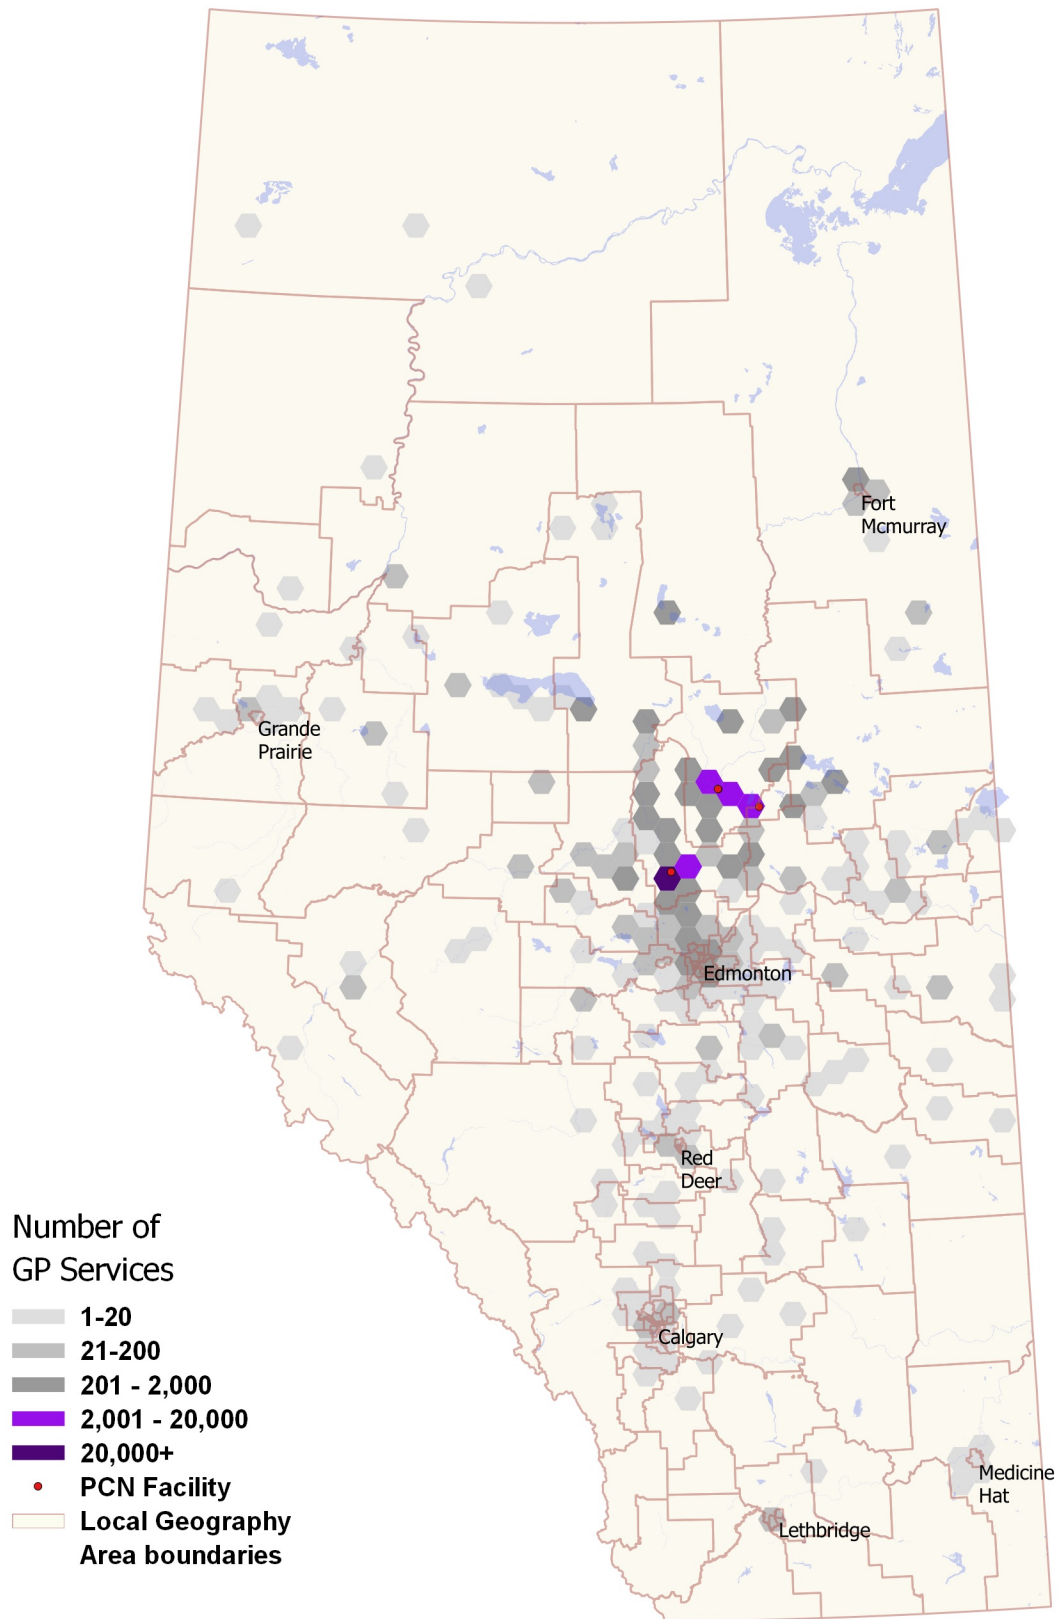 Fort
Mcmurray
Grande
Prairie
Edmonton
Red
Deer
Calgary
Medicine
Hat
Lethbridge
Number of
GP Services
1-20
21-200
201 - 2,000
2,001 - 20,000
20,000+
PCN Facility
Local Geography
Area boundaries